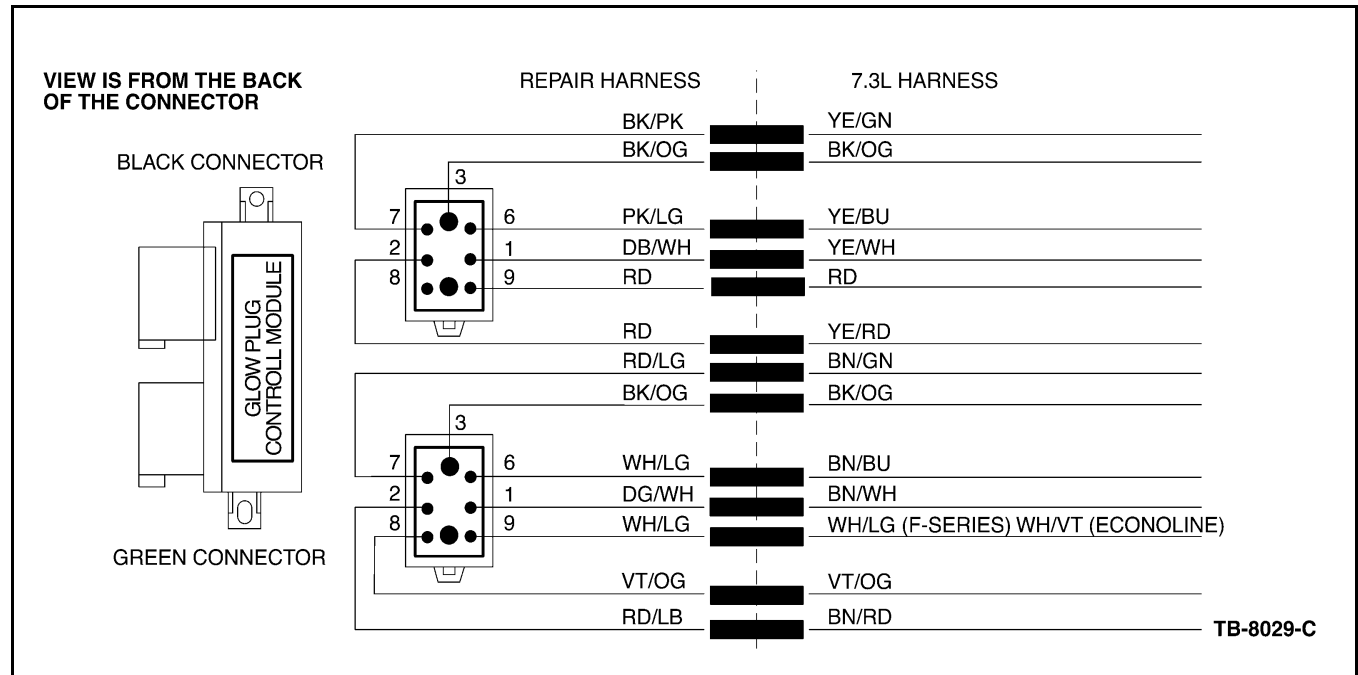 VIEW IS FROM THE BACK
OF THE CONNECTOR
REPAIR HARNESS
7.3L HARNESS
BLACK CONNECTOR
GLOW PLUG
CONTROLL MODULE
GREEN CONNECTOR
BK/PK YE/GN
BK/OG BK/OG
3
7 6 PK/LG YE/BU
2 1 DB/WH YE/WH
8 9 RD RD
RD YE/RD
RD/LG BN/GN
BK/OG BK/OG
3
7 6 WH/LG BN/BU
2 1 DG/WH BN/WH
8 9 WH/LG WH/LG (F-SERIES) WH/VT (ECONOLINE)
VT/OG VT/OG
RD/LB BN/RD
TB-8029-C